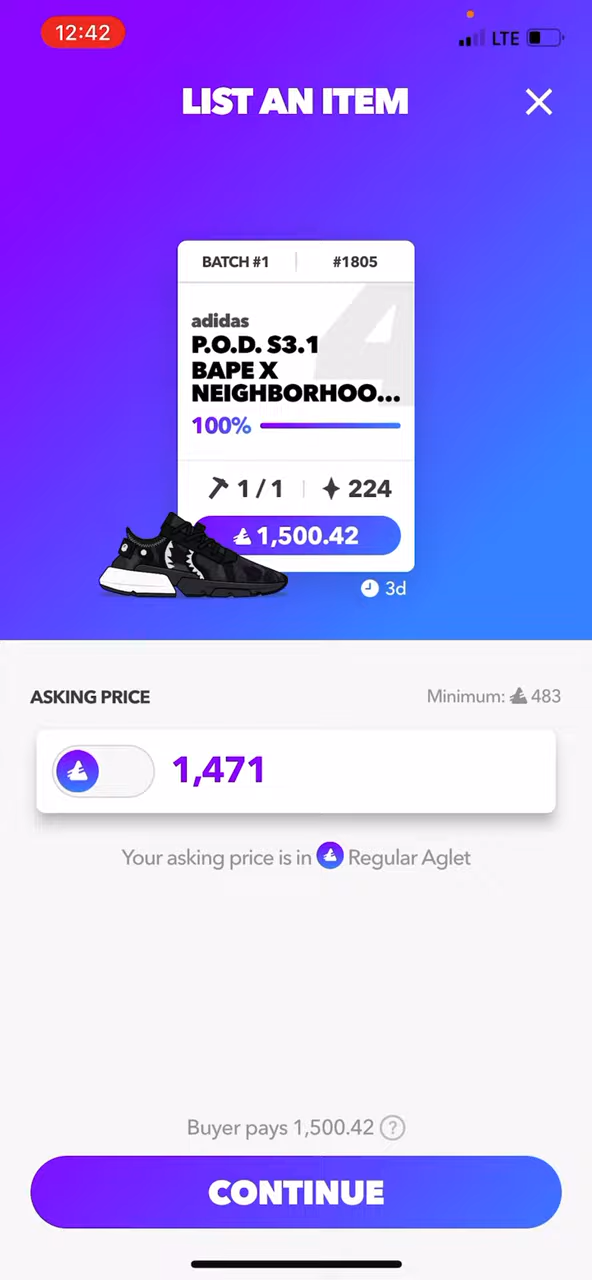 12:42
LTE
LIST AN ITEM
BATCH #1
#1805
adidas
P.O.D. S3.1
BAPE X
NEIGHBORHOO...
100%
1 / 1
224
1,500.42
3d
ASKING PRICE
Minimum: 483
1,471
Your asking price is in Regular Aglet
Buyer pays 1,500.42 ?
CONTINUE